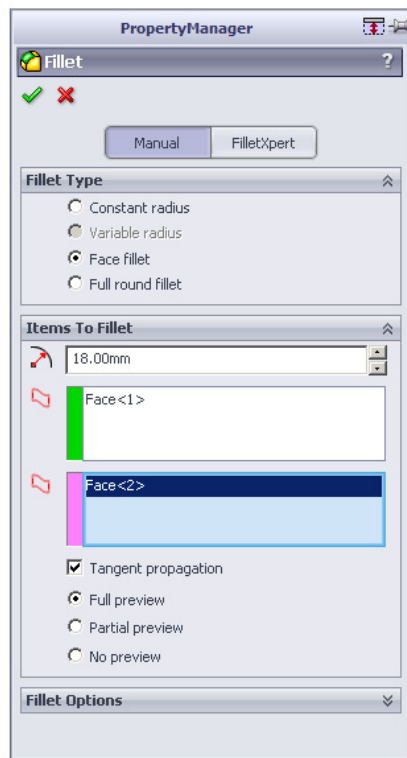 PropertyManager
Fillet
?
Manual
FilletXpert
Fillet Type
Constant radius
Variable radius
Face fillet
Full round fillet
Items To Fillet
18.00mm
Face<1>
Face<2>
Tangent propagation
Full preview
Partial preview
No preview
Fillet Options